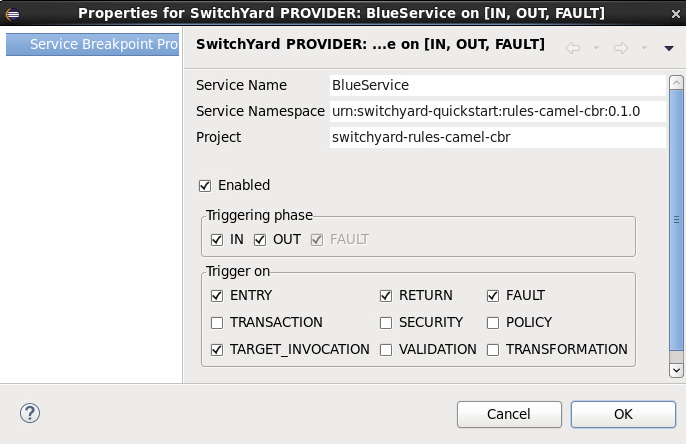 Properties for SwitchYard PROVIDER: BlueService on [IN, OUT, FAULT]
Service Breakpoint Pro
SwitchYard PROVIDER: ...e on [IN, OUT, FAULT]
Service Name BlueService
Service Namespace urn:switchyard-quickstart:rules-camel-cbr:0.1.0
Project switchyard-rules-camel-cbr
Enabled
Triggering phase
IN OUT FAULT
Trigger on
ENTRY RETURN FAULT
TRANSACTION SECURITY POLICY
TARGET_INVOCATION VALIDATION TRANSFORMATION
? Cancel OK